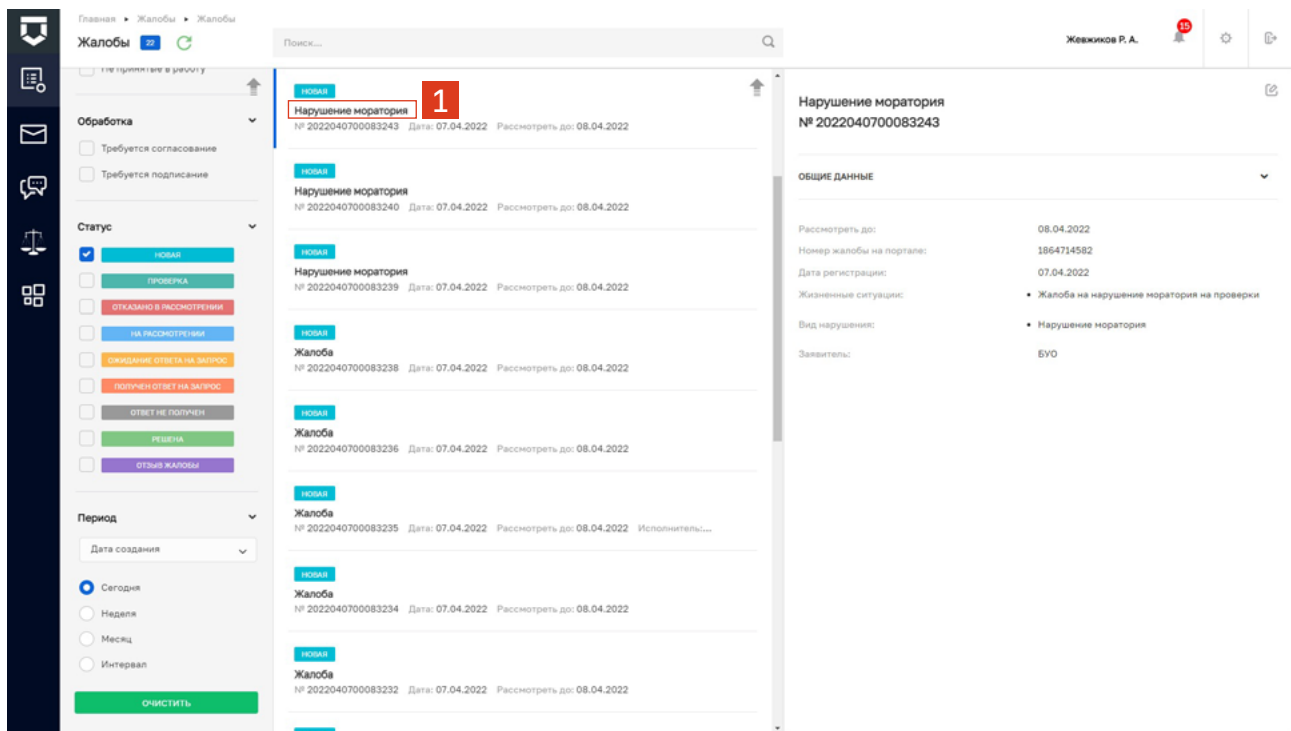 Главная ▸ Жалобы ▸ Жалобы
Жалобы 22
Поиск...
Жевжиков Р. А.
15
Не принятые в работу
Обработка
Требуется согласование
Требуется подписание
Статус
НОВАЯ
ПРОВЕРКА
ОТКАЗАНО В РАССМОТРЕНИИ
НА РАССМОТРЕНИИ
ОЖИДАНИЕ ОТВЕТА НА ЗАПРОС
ПОЛУЧЕН ОТВЕТ НА ЗАПРОС
ОТВЕТ НЕ ПОЛУЧЕН
РЕШЕНА
ОТЗЫВ ЖАЛОБЫ
Период
Дата создания
Сегодня
Неделя
Месяц
Интервал
ОЧИСТИТЬ
НОВАЯ
Нарушение моратория 1
№ 2022040700083243 Дата: 07.04.2022 Рассмотреть до: 08.04.2022
НОВАЯ
Нарушение моратория
№ 2022040700083240 Дата: 07.04.2022 Рассмотреть до: 08.04.2022
НОВАЯ
Нарушение моратория
№ 2022040700083239 Дата: 07.04.2022 Рассмотреть до: 08.04.2022
НОВАЯ
Жалоба
№ 2022040700083238 Дата: 07.04.2022 Рассмотреть до: 08.04.2022
НОВАЯ
Жалоба
№ 2022040700083236 Дата: 07.04.2022 Рассмотреть до: 08.04.2022
НОВАЯ
Жалоба
№ 2022040700083235 Дата: 07.04.2022 Рассмотреть до: 08.04.2022 Исполнитель:...
НОВАЯ
Жалоба
№ 2022040700083234 Дата: 07.04.2022 Рассмотреть до: 08.04.2022
НОВАЯ
Жалоба
№ 2022040700083232 Дата: 07.04.2022 Рассмотреть до: 08.04.2022
Нарушение моратория
№ 2022040700083243
ОБЩИЕ ДАННЫЕ
Рассмотреть до: 08.04.2022
Номер жалобы на портале: 1864714582
Дата регистрации: 07.04.2022
Жизненные ситуации: • Жалоба на нарушение моратория на проверки
Вид нарушения: • Нарушение моратория
Заявитель: БУО